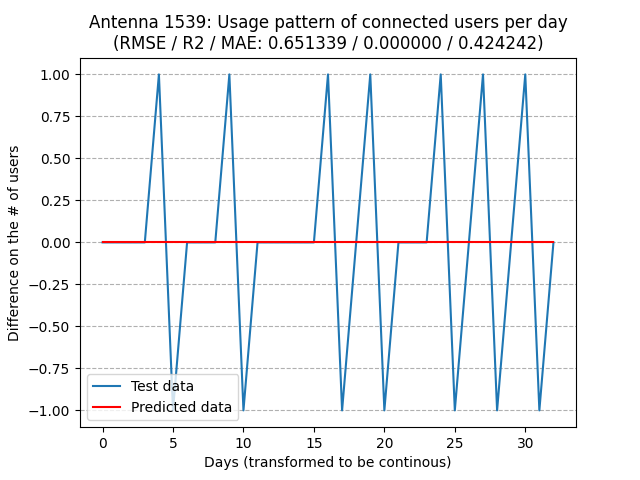 Antenna 1539: Usage pattern of connected users per day
(RMSE / R2 / MAE: 0.651339 / 0.000000 / 0.424242)
Difference on the # of users
1.00
0.75
0.50
0.25
0.00
−0.25
−0.50
−0.75
−1.00
Test data
Predicted data
0 5 10 15 20 25 30
Days (transformed to be continous)